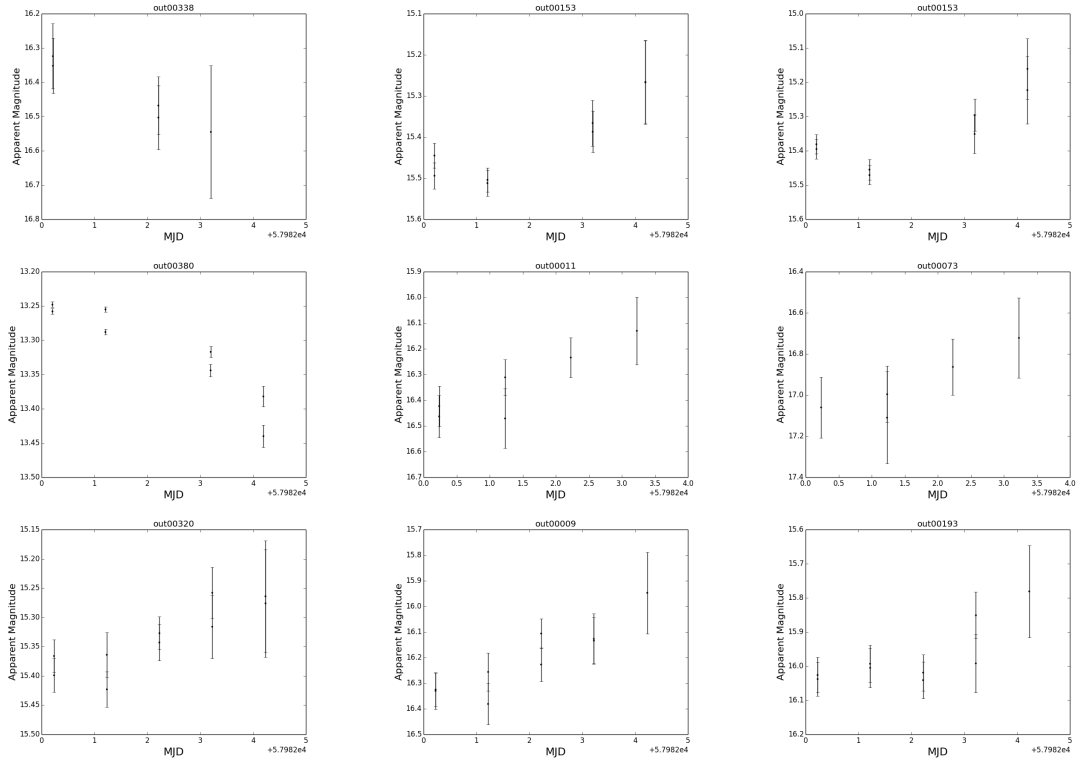 out00338
16.2
16.3
16.4
16.5
16.6
16.7
16.8
Apparent Magnitude
0 1 2 3 4 5
MJD
+5.7982e4
out00153
15.1
15.2
15.3
15.4
15.5
15.6
Apparent Magnitude
0 1 2 3 4 5
MJD
+5.7982e4
out00153
15.0
15.1
15.2
15.3
15.4
15.5
15.6
Apparent Magnitude
0 1 2 3 4 5
MJD
+5.7982e4
out00380
13.20
13.25
13.30
13.35
13.40
13.45
13.50
Apparent Magnitude
0 1 2 3 4 5
MJD
+5.7982e4
out00011
15.9
16.0
16.1
16.2
16.3
16.4
16.5
16.6
16.7
Apparent Magnitude
0.0 0.5 1.0 1.5 2.0 2.5 3.0 3.5 4.0
MJD
+5.7982e4
out00073
16.4
16.6
16.8
17.0
17.2
17.4
Apparent Magnitude
0.0 0.5 1.0 1.5 2.0 2.5 3.0 3.5 4.0
MJD
+5.7982e4
out00320
15.15
15.20
15.25
15.30
15.35
15.40
15.45
15.50
Apparent Magnitude
0 1 2 3 4 5
MJD
+5.7982e4
out00009
15.7
15.8
15.9
16.0
16.1
16.2
16.3
16.4
16.5
Apparent Magnitude
0 1 2 3 4 5
MJD
+5.7982e4
out00193
15.6
15.7
15.8
15.9
16.0
16.1
16.2
Apparent Magnitude
0 1 2 3 4 5
MJD
+5.7982e4